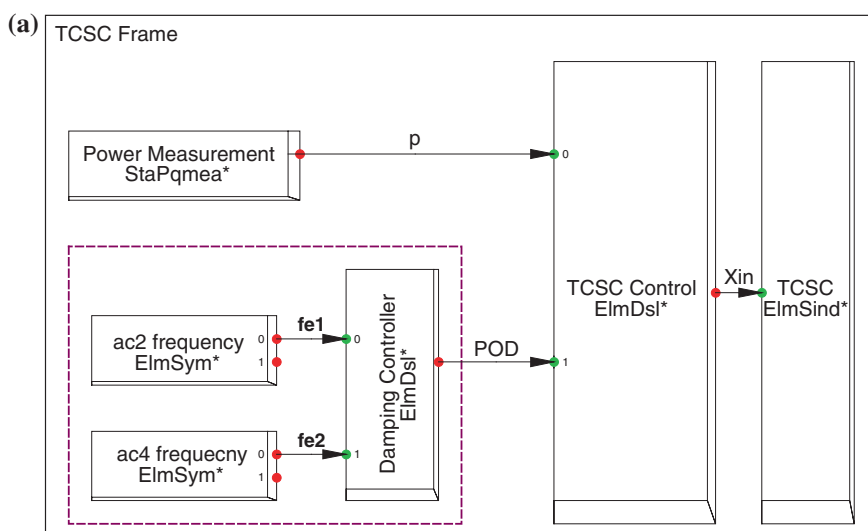 (a)
TCSC Frame
Power Measurement
StaPqmea*
p
0
ac2 frequency
ElmSym*
0
1
fe1
0
ac4 frequecny
ElmSym*
0
1
fe2
1
Damping Controller
ElmDsl*
POD
1
TCSC Control
ElmDsl*
Xin
TCSC
ElmSind*